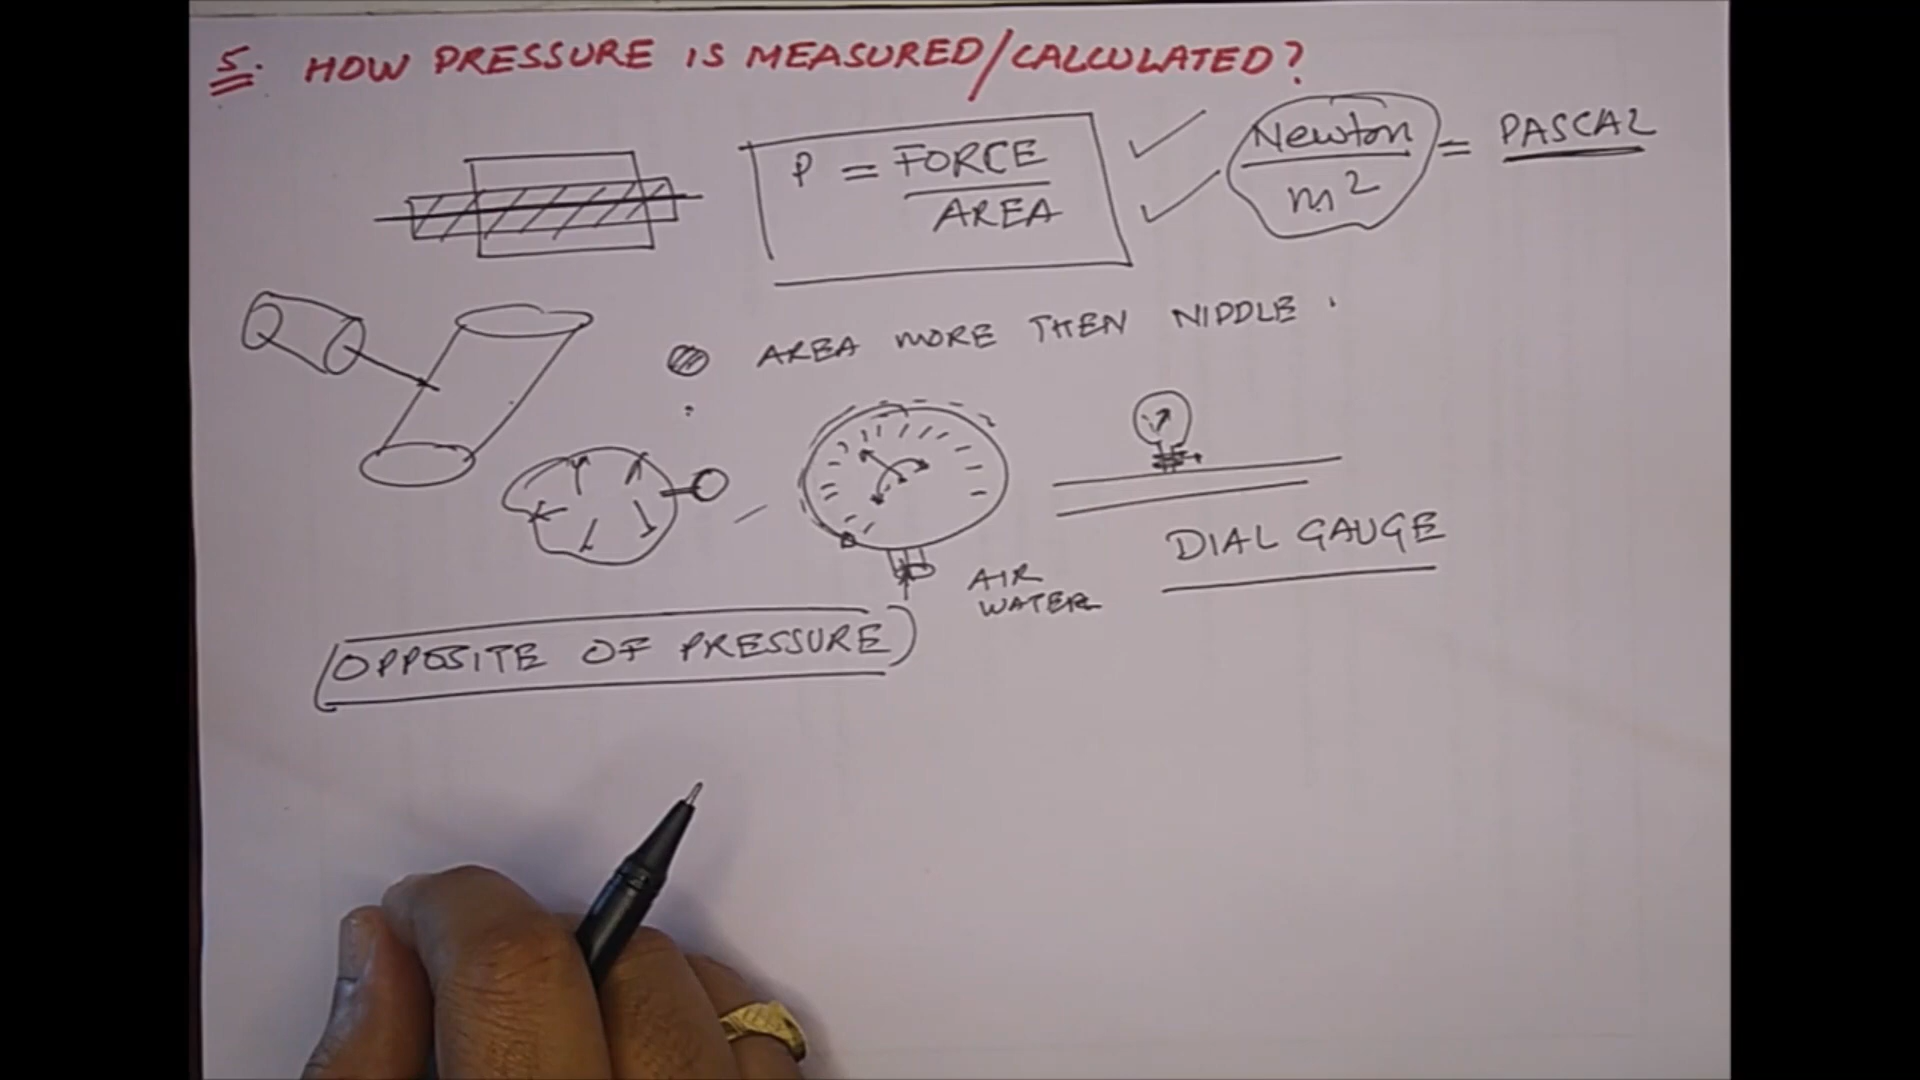 5. HOW PRESSURE IS MEASURED/CALCULATED?
P = FORCE / AREA
Newton / m² = PASCAL
AREA MORE THEN NIDDLE
DIAL GAUGE
AIR
WATER
OPPOSITE OF PRESSURE